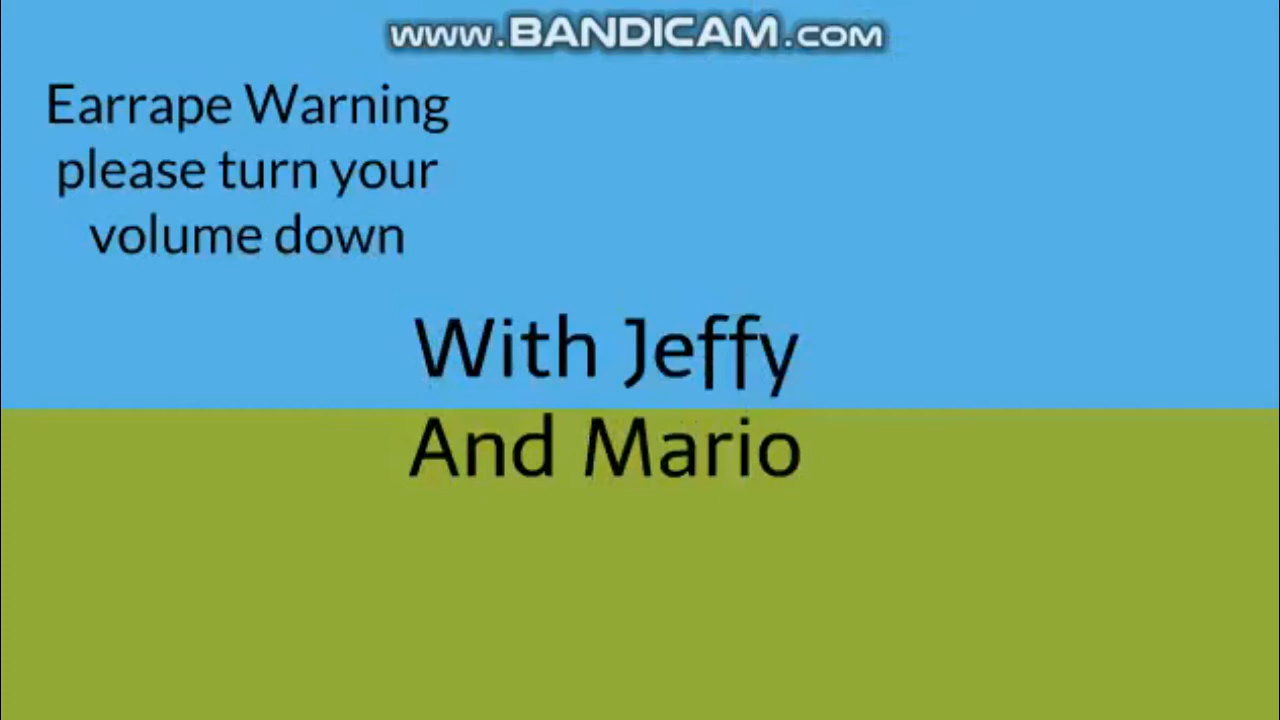 www.BANDICAM.com
Earrape Warning
please turn your
volume down
With Jeffy
And Mario